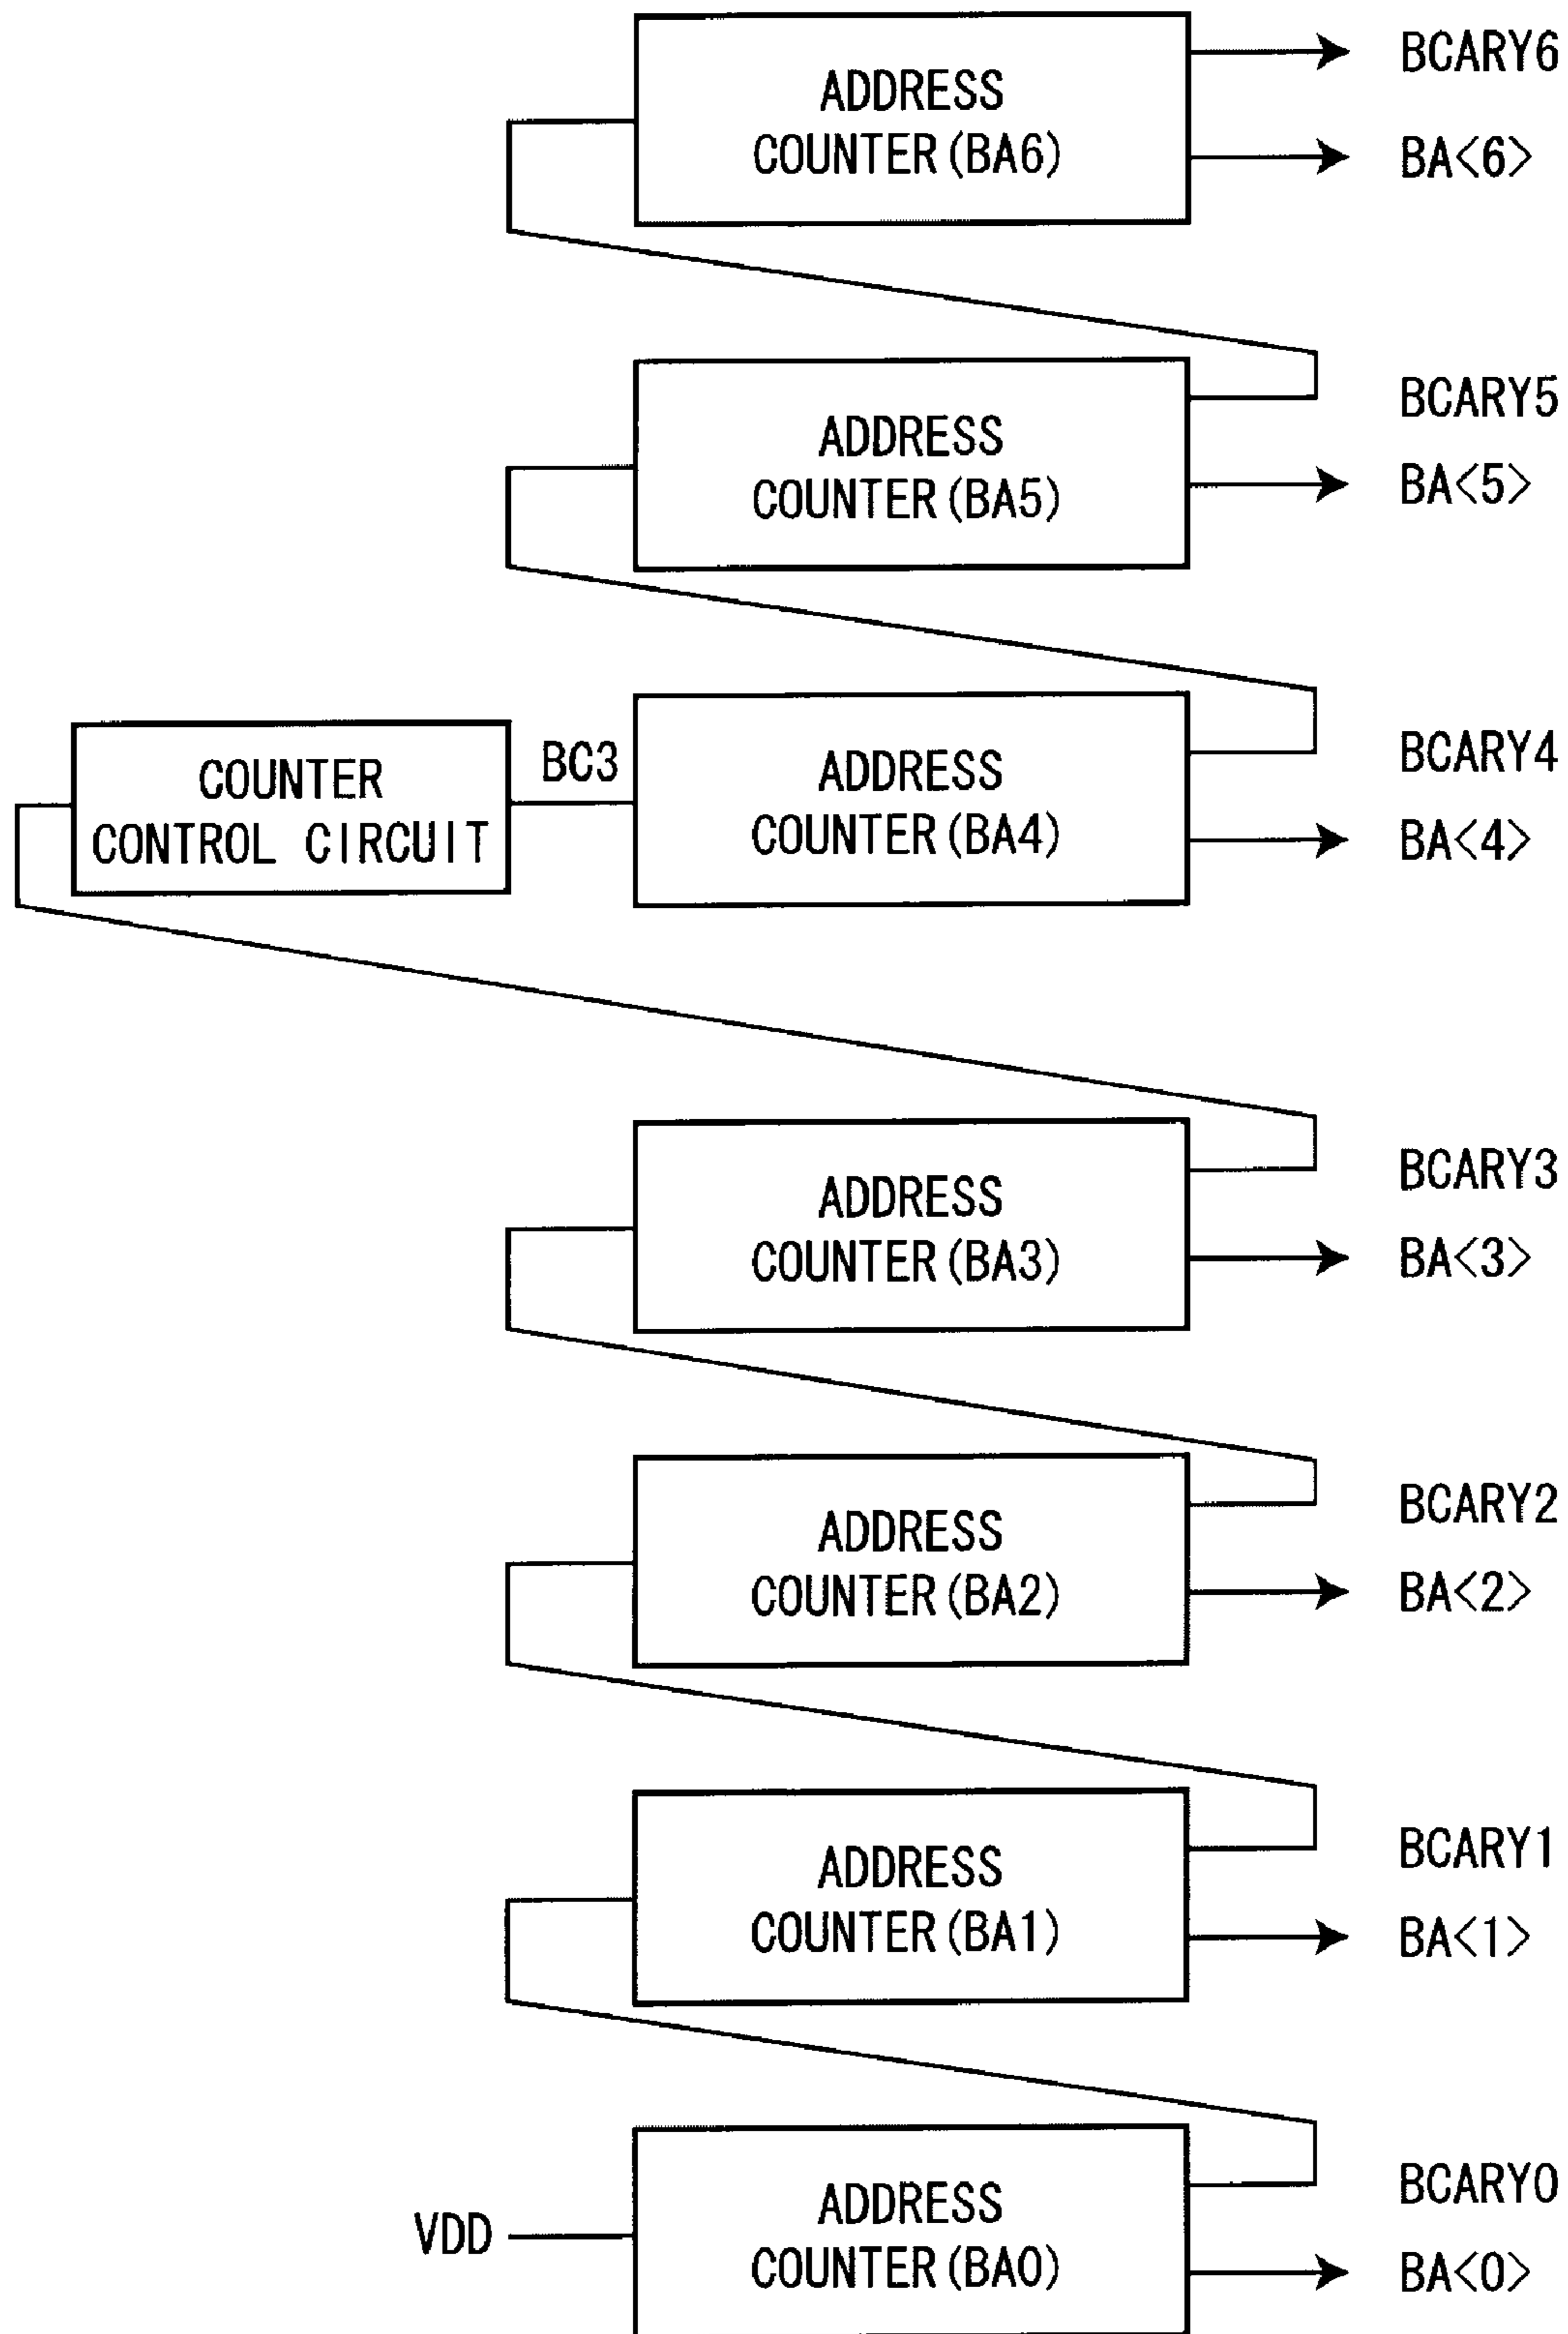 BCARY6
ADDRESS
COUNTER(BA6)
BA<6>
BCARY5
ADDRESS
COUNTER(BA5)
BA<5>
BCARY4
BC3
COUNTER
CONTROL CIRCUIT
ADDRESS
COUNTER(BA4)
BA<4>
BCARY3
ADDRESS
COUNTER(BA3)
BA<3>
BCARY2
ADDRESS
COUNTER(BA2)
BA<2>
BCARY1
ADDRESS
COUNTER(BA1)
BA<1>
BCARY0
ADDRESS
COUNTER(BA0)
VDD
BA<0>